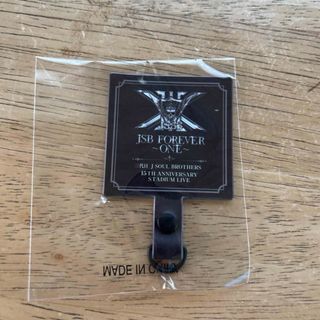 JSB FOREVER
~ONE~
三代目 J SOUL BROTHERS
15TH ANNIVERSARY
STADIUM LIVE
MADE IN CHINA